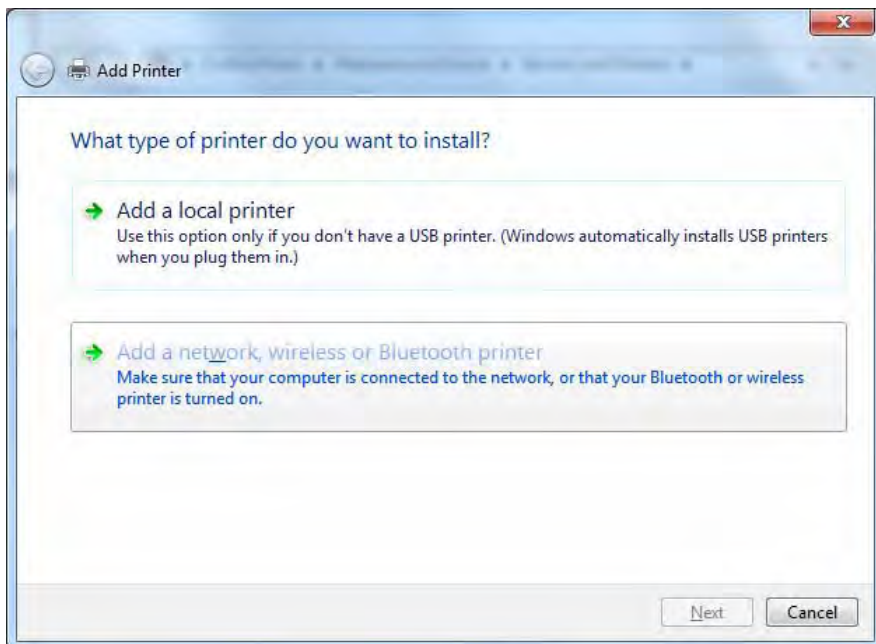 Add Printer
What type of printer do you want to install?
Add a local printer
Use this option only if you don't have a USB printer. (Windows automatically installs USB printers
when you plug them in.)
Add a network, wireless or Bluetooth printer
Make sure that your computer is connected to the network, or that your Bluetooth or wireless
printer is turned on.
Next
Cancel